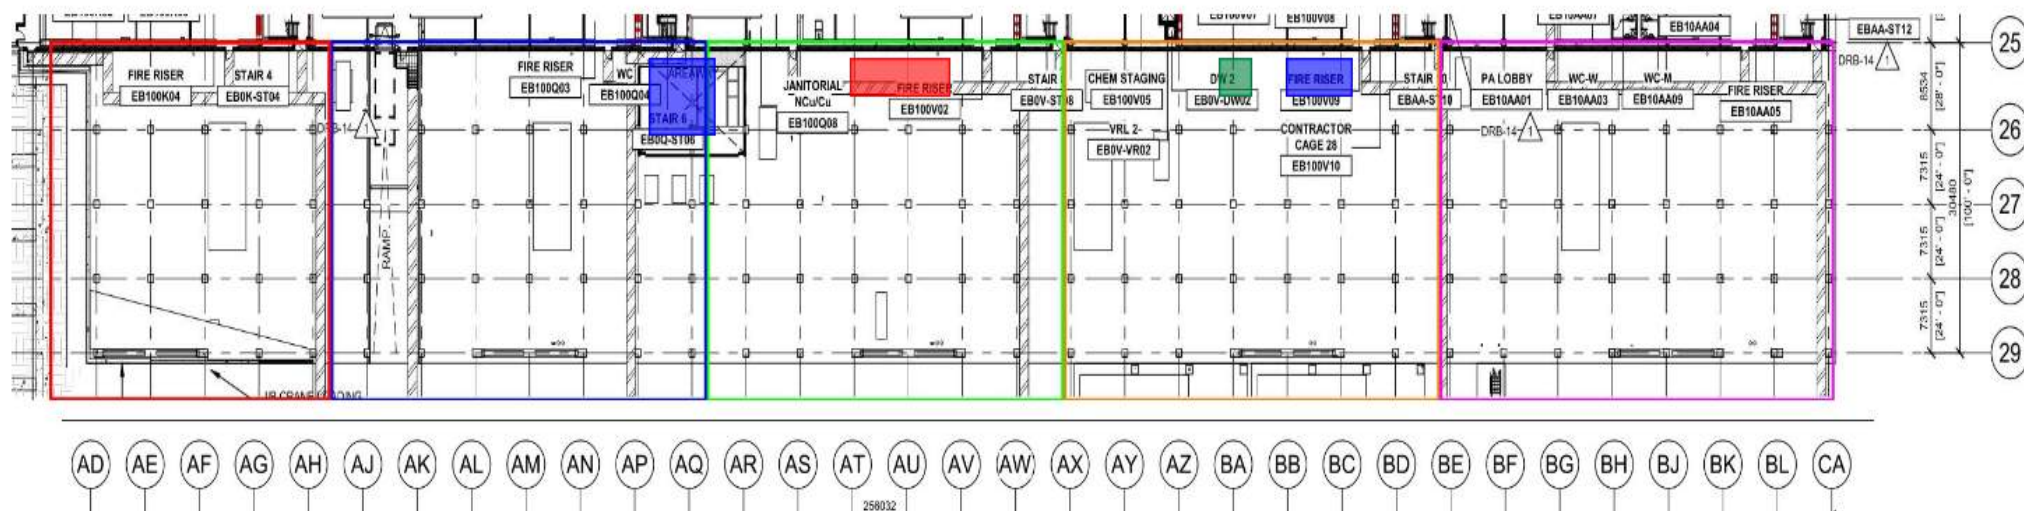 EB100V07
EB100V08
EB10AA07
EB10AA04
EBAA-ST12
25
DRB-14
1
FIRE RISER
EB100K04
STAIR 4
EB0K-ST04
DRB-14
1
FIRE RISER
EB100Q03
WC
EB100Q04
AREAWAY
STAIR 6
EB0Q-ST06
JANITORIAL
NCu/Cu
EB100Q08
FIRE RISER
EB100V02
STAIR
EB0V-ST08
CHEM STAGING
EB100V05
VRL 2
EB0V-VR02
DW 2
EB0V-DW02
FIRE RISER
EB100V09
CONTRACTOR
CAGE 28
EB100V10
STAIR 10
EBAA-ST10
PA LOBBY
EB10AA01
DRB-14
1
WC-W
EB10AA03
WC-M
EB10AA09
FIRE RISER
EB10AA05
8534
[28' - 0"]
26
7315
[24' - 0"]
30480
[100' - 0"]
27
7315
[24' - 0"]
28
7315
[24' - 0"]
29
RAMP
AD AE AF AG AH AJ AK AL AM AN AP AQ AR AS AT AU AV AW AX AY AZ BA BB BC BD BE BF BG BH BJ BK BL CA
258032